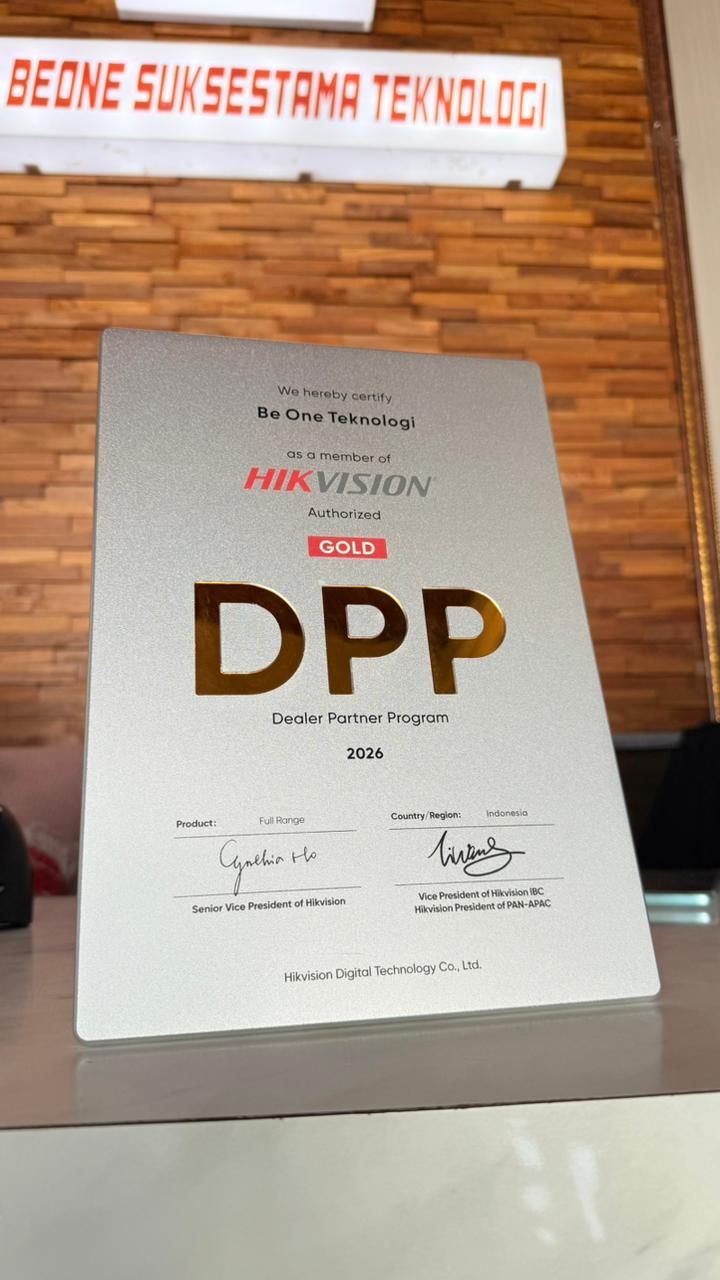 BEONE SUKSESTAMA TEKNOLOGI
We hereby certify
Be One Teknologi
as a member of
HIKVISION
Authorized
GOLD
DPP
Dealer Partner Program
2026
Product: Full Range
Country/Region: Indonesia
Cynthia Ho
Senior Vice President of Hikvision
Vice President of Hikvision IBC
Hikvision President of PAN-APAC
Hikvision Digital Technology Co., Ltd.